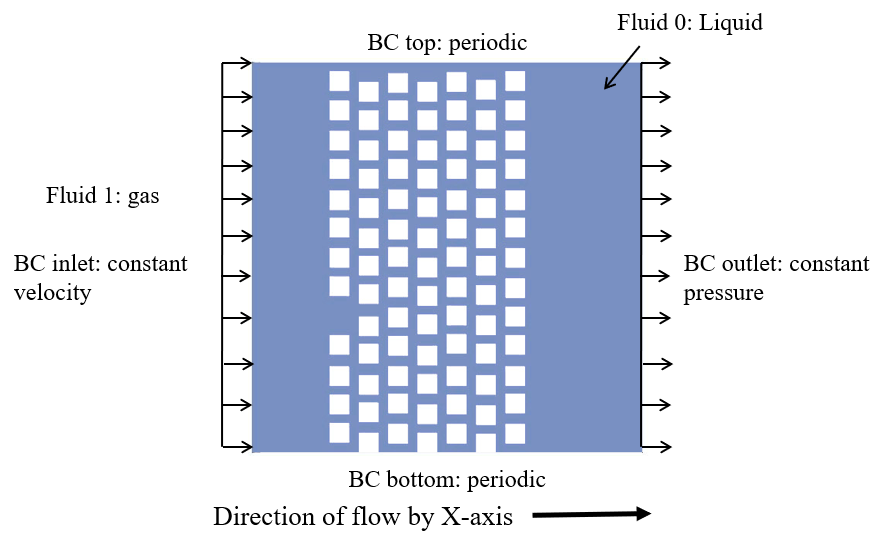 Fluid 0: Liquid
BC top: periodic
Fluid 1: gas
BC inlet: constant
velocity
BC outlet: constant
pressure
BC bottom: periodic
Direction of flow by X-axis